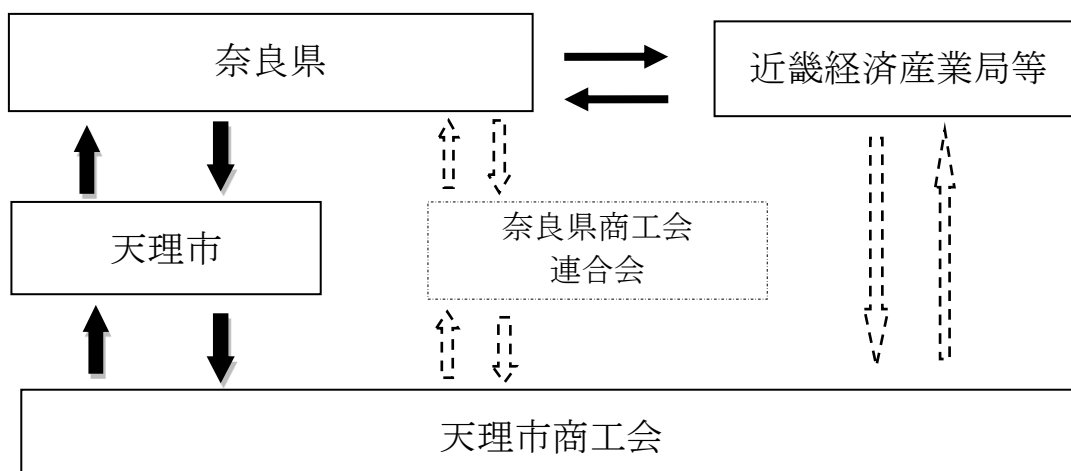 奈良県
近畿経済産業局等
天理市
奈良県商工会
連合会
天理市商工会